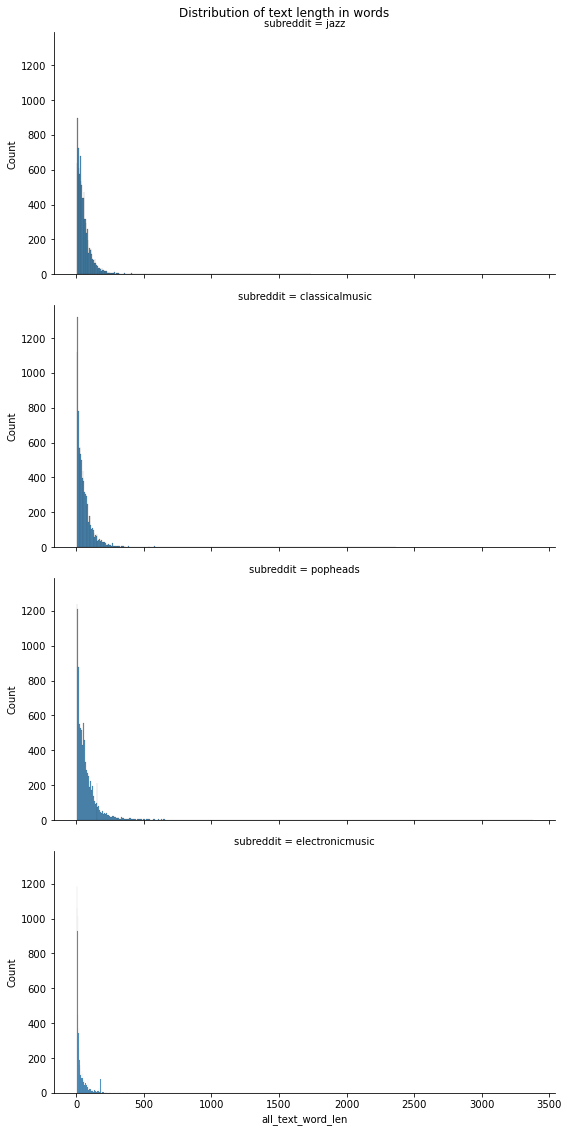 Distribution of text length in words
subreddit = jazz
1200
1000
800
600
400
200
0
Count
subreddit = classicalmusic
1200
1000
800
600
400
200
0
Count
subreddit = popheads
1200
1000
800
600
400
200
0
Count
subreddit = electronicmusic
1200
1000
800
600
400
200
0
Count
0 500 1000 1500 2000 2500 3000 3500
all_text_word_len